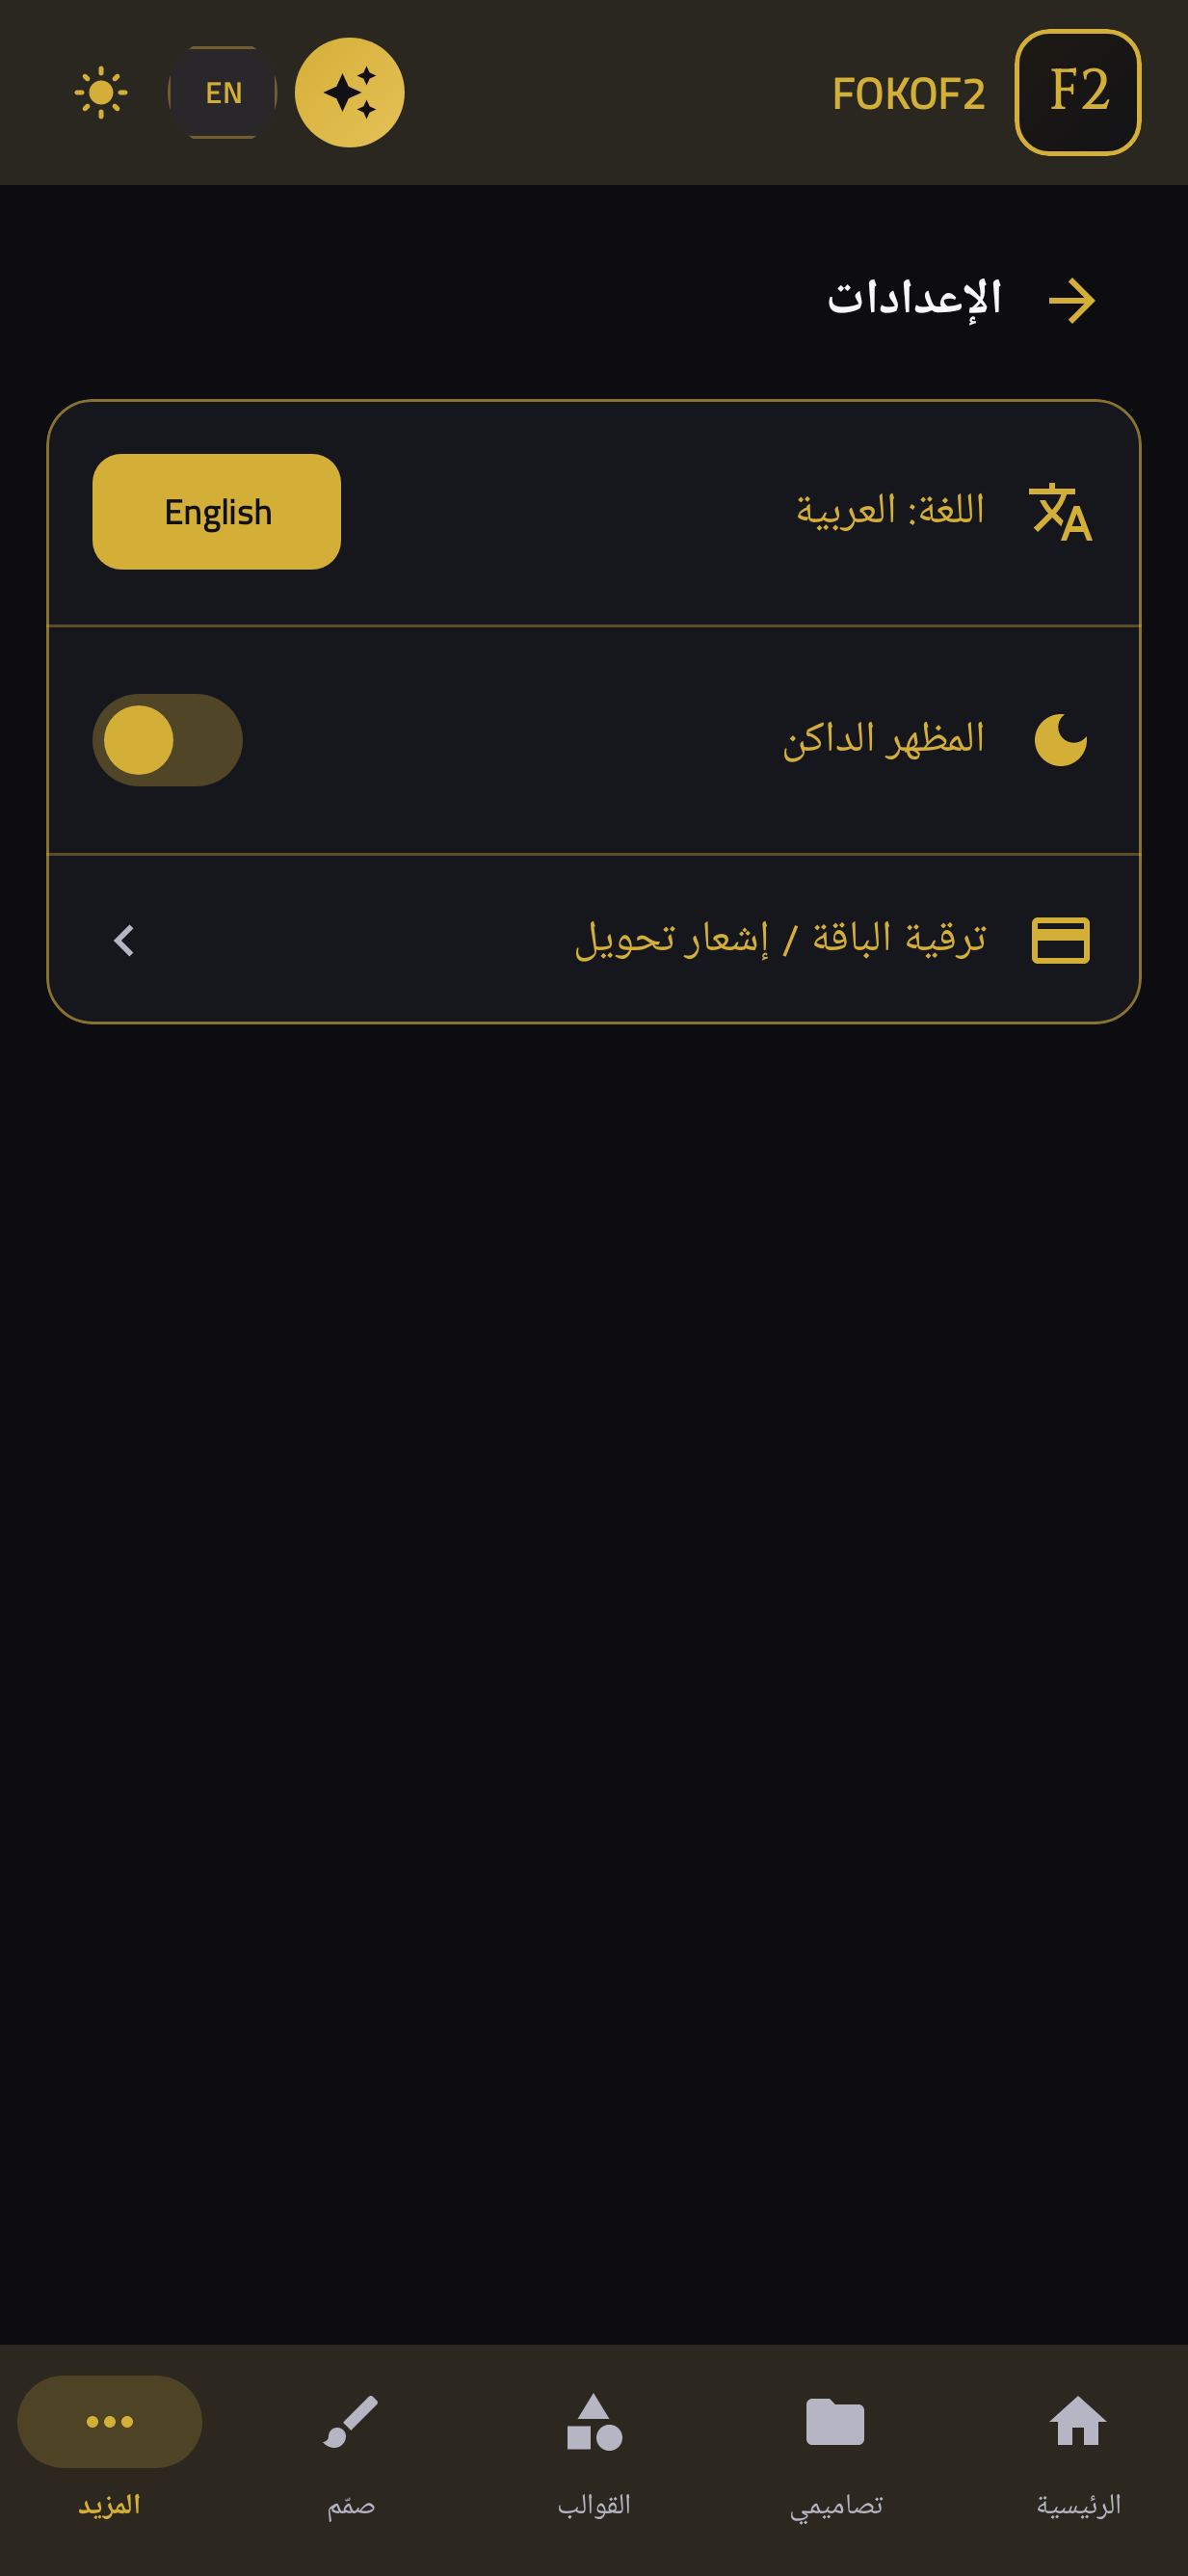 F2
FOKOF2
EN
الإعدادات
اللغة: العربية
English
المظهر الداكن
ترقية الباقة / إشعار تحويل
الرئيسية
تصاميمي
القوالب
صمّم
المزيد